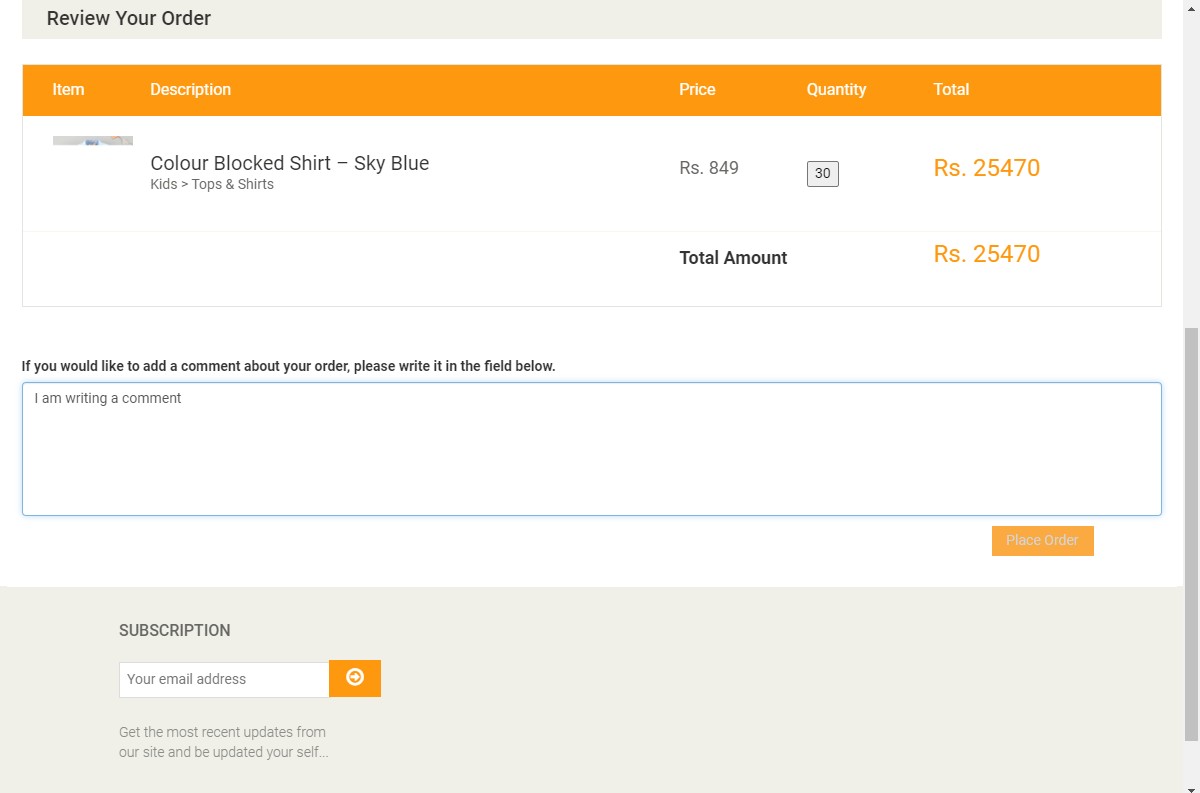 Review Your Order
Item Description Price Quantity Total
Colour Blocked Shirt – Sky Blue Rs. 849 30 Rs. 25470
Kids > Tops & Shirts
Total Amount Rs. 25470
If you would like to add a comment about your order, please write it in the field below.
I am writing a comment
Place Order
SUBSCRIPTION
Your email address
Get the most recent updates from
our site and be updated your self...